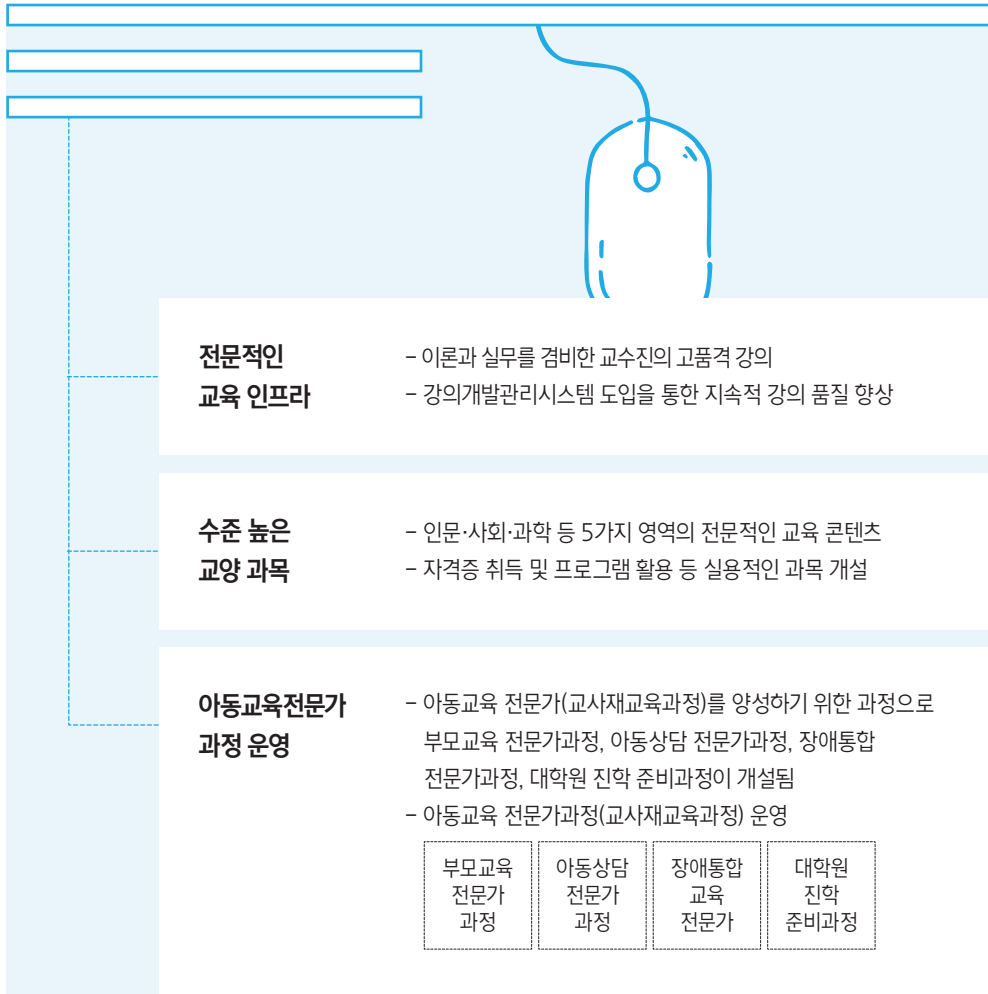 전문적인
교육 인프라
– 이론과 실무를 겸비한 교수진의 고품격 강의
– 강의개발관리시스템 도입을 통한 지속적 강의 품질 향상
수준 높은
교양 과목
– 인문·사회·과학 등 5가지 영역의 전문적인 교육 콘텐츠
– 자격증 취득 및 프로그램 활용 등 실용적인 과목 개설
아동교육전문가
과정 운영
– 아동교육 전문가(교사재교육과정)를 양성하기 위한 과정으로
부모교육 전문가과정, 아동상담 전문가과정, 장애통합
전문가과정, 대학원 진학 준비과정이 개설됨
– 아동교육 전문가과정(교사재교육과정) 운영
부모교육
전문가
과정
아동상담
전문가
과정
장애통합
교육
전문가
대학원
진학
준비과정